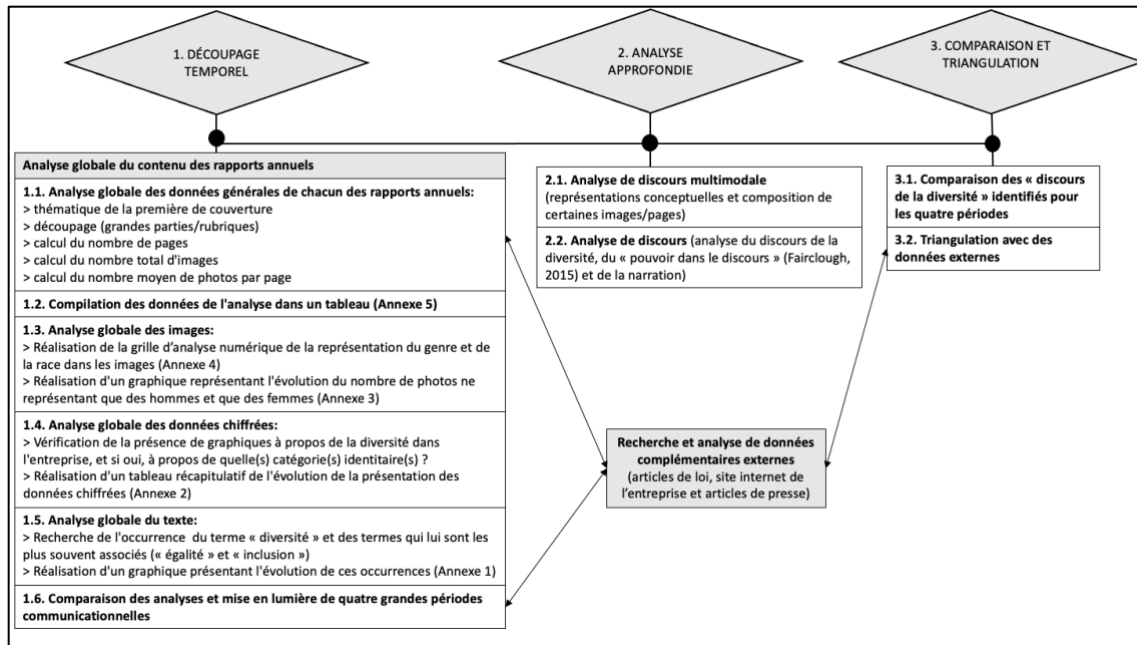 1. DÉCOUPAGE
TEMPOREL
2. ANALYSE
APPROFONDIE
3. COMPARAISON ET
TRIANGULATION
Analyse globale du contenu des rapports annuels
1.1. Analyse globale des données générales de chacun des rapports annuels:
> thématique de la première de couverture
> découpage (grandes parties/rubriques)
> calcul du nombre de pages
> calcul du nombre total d'images
> calcul du nombre moyen de photos par page
1.2. Compilation des données de l'analyse dans un tableau (Annexe 5)
1.3. Analyse globale des images:
> Réalisation de la grille d’analyse numérique de la représentation du genre et de
la race dans les images (Annexe 4)
> Réalisation d'un graphique représentant l'évolution du nombre de photos ne
représentant que des hommes et que des femmes (Annexe 3)
1.4. Analyse globale des données chiffrées:
> Vérification de la présence de graphiques à propos de la diversité dans
l'entreprise, et si oui, à propos de quelle(s) catégorie(s) identitaire(s) ?
> Réalisation d'un tableau récapitulatif de l'évolution de la présentation des
données chiffrées (Annexe 2)
1.5. Analyse globale du texte:
> Recherche de l'occurrence du terme « diversité » et des termes qui lui sont les
plus souvent associés (« égalité » et « inclusion »)
> Réalisation d'un graphique présentant l'évolution de ces occurrences (Annexe 1)
1.6. Comparaison des analyses et mise en lumière de quatre grandes périodes
communicationnelles
2.1. Analyse de discours multimodale
(représentations conceptuelles et composition de
certaines images/pages)
2.2. Analyse de discours (analyse du discours de la
diversité, du « pouvoir dans le discours » (Fairclough,
2015) et de la narration)
3.1. Comparaison des « discours
de la diversité » identifiés pour
les quatre périodes
3.2. Triangulation avec des
données externes
Recherche et analyse de données
complémentaires externes
(articles de loi, site internet de
l’entreprise et articles de presse)